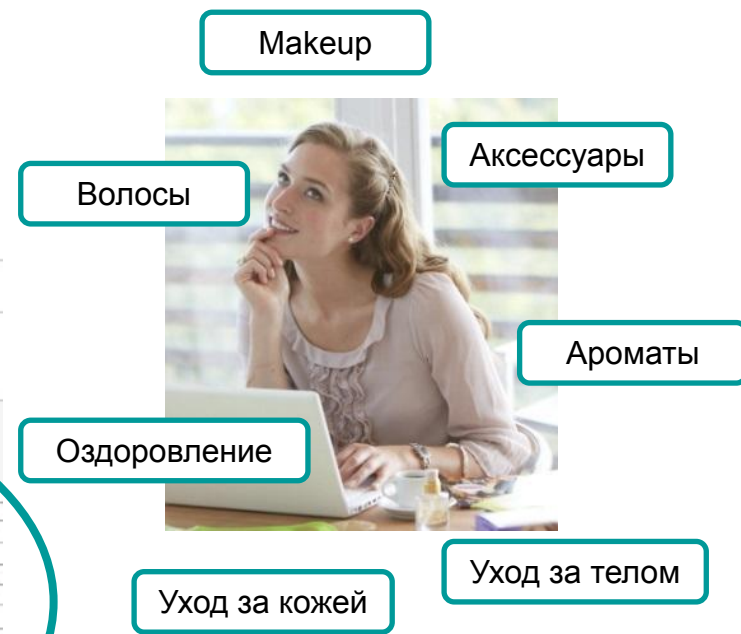 Makeup
Аксессуары
Волосы
Ароматы
Оздоровление
Уход за телом
Уход за кожей